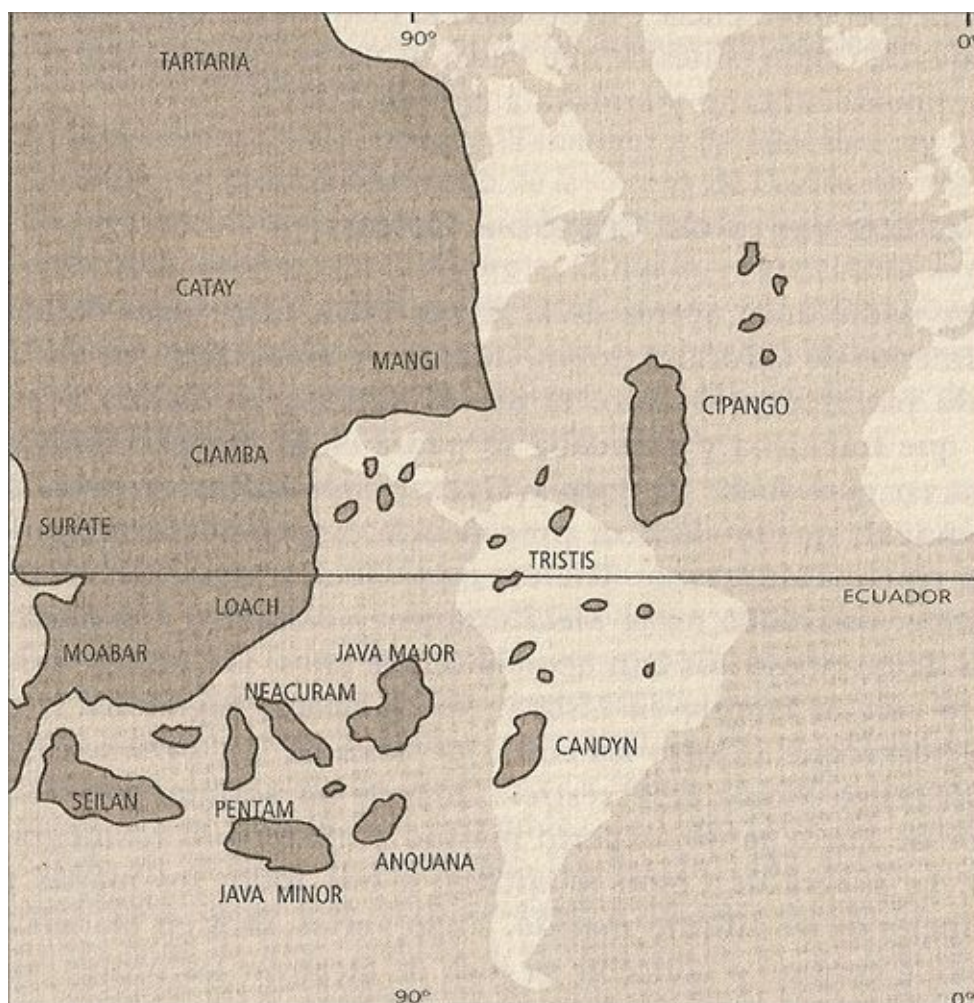 90°
0°
TARTARIA
CATAY
MANGI
CIPANGO
CIAMBA
SURATE
TRISTIS
LOACH
ECUADOR
MOABAR
JAVA MAJOR
NEACURAM
CANDYN
SEILAN
PENTAM
ANQUANA
JAVA MINOR
90°
0°